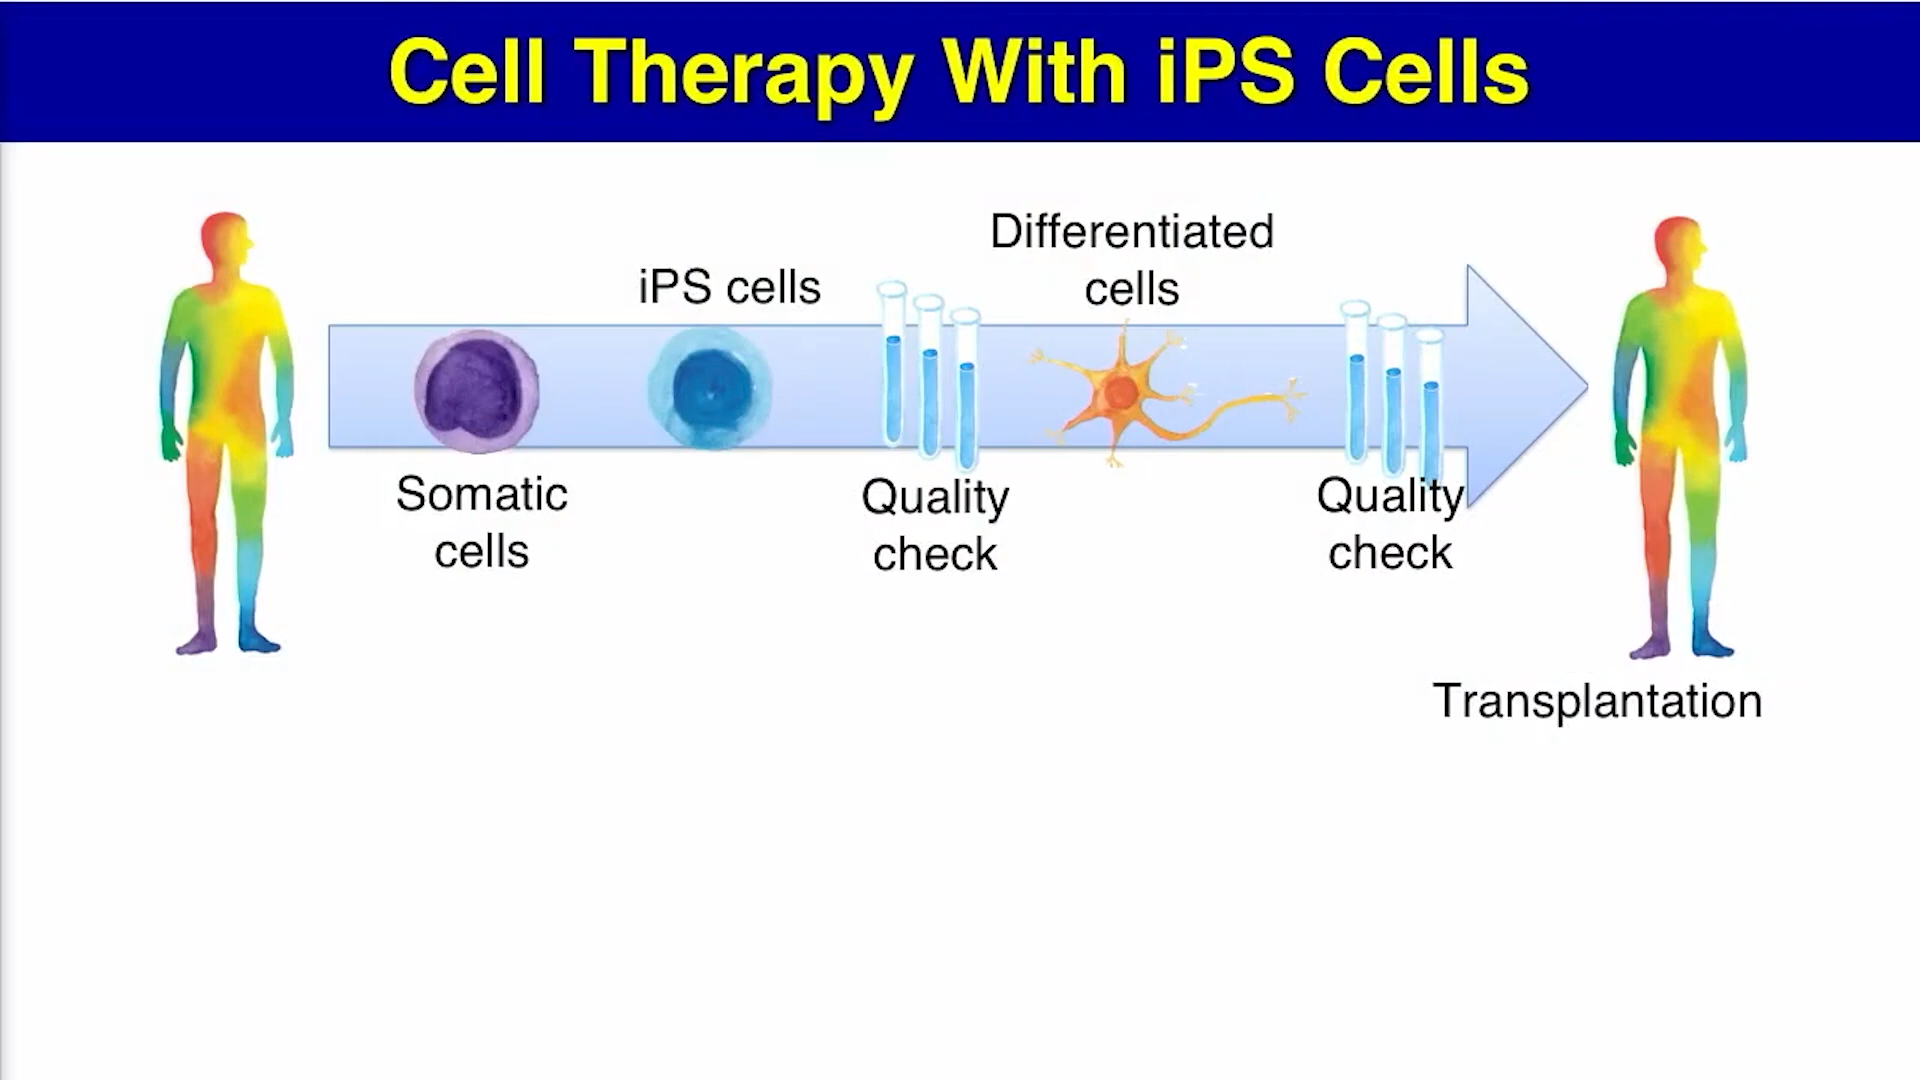 Cell Therapy With iPS Cells
iPS cells
Differentiated
cells
Somatic
cells
Quality
check
Quality
check
Transplantation